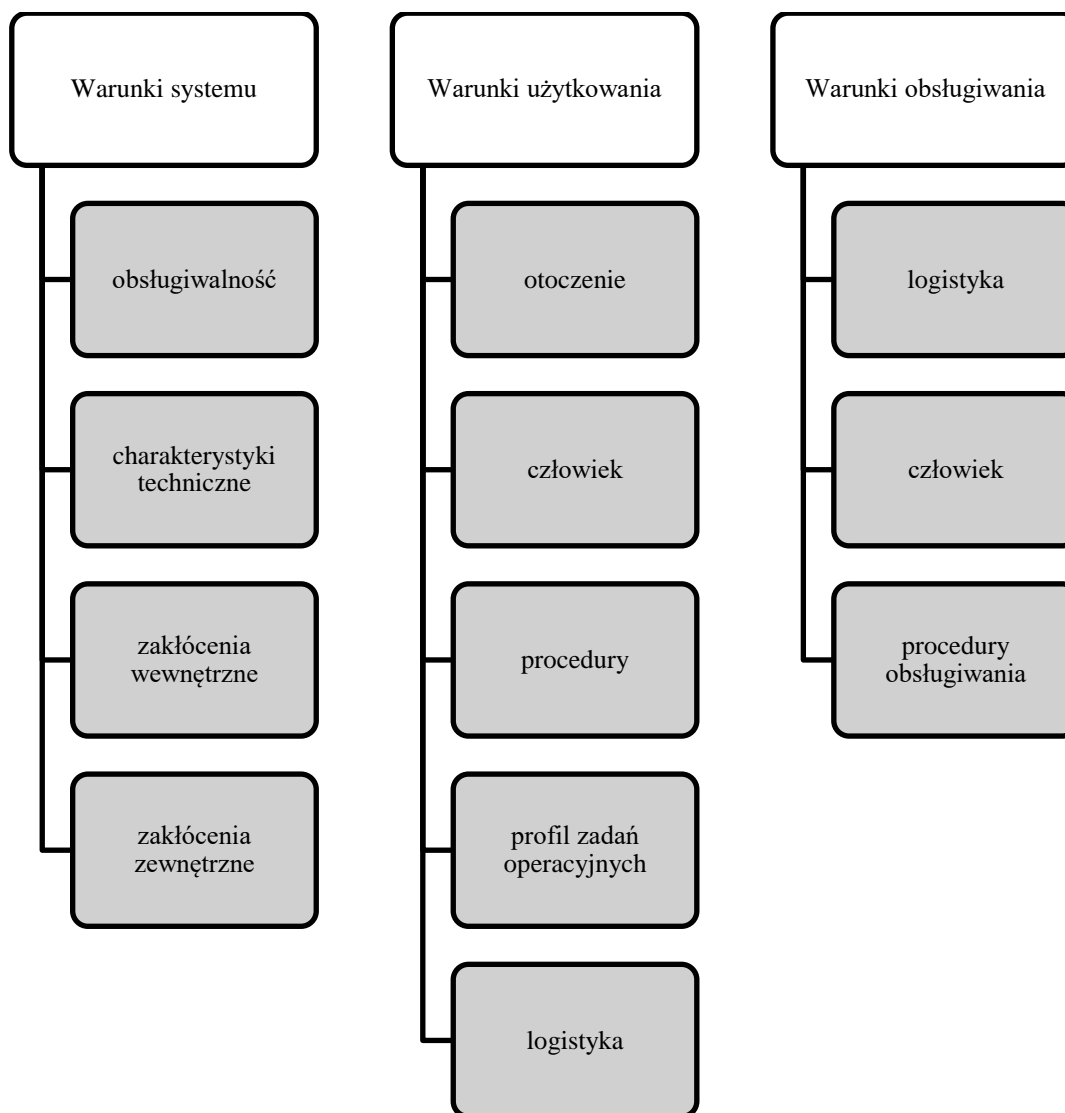 Warunki systemu
obsługiwalność
charakterystyki
techniczne
zakłócenia
wewnętrzne
zakłócenia
zewnętrzne
Warunki użytkowania
otoczenie
człowiek
procedury
profil zadań
operacyjnych
logistyka
Warunki obsługiwania
logistyka
człowiek
procedury
obsługiwania